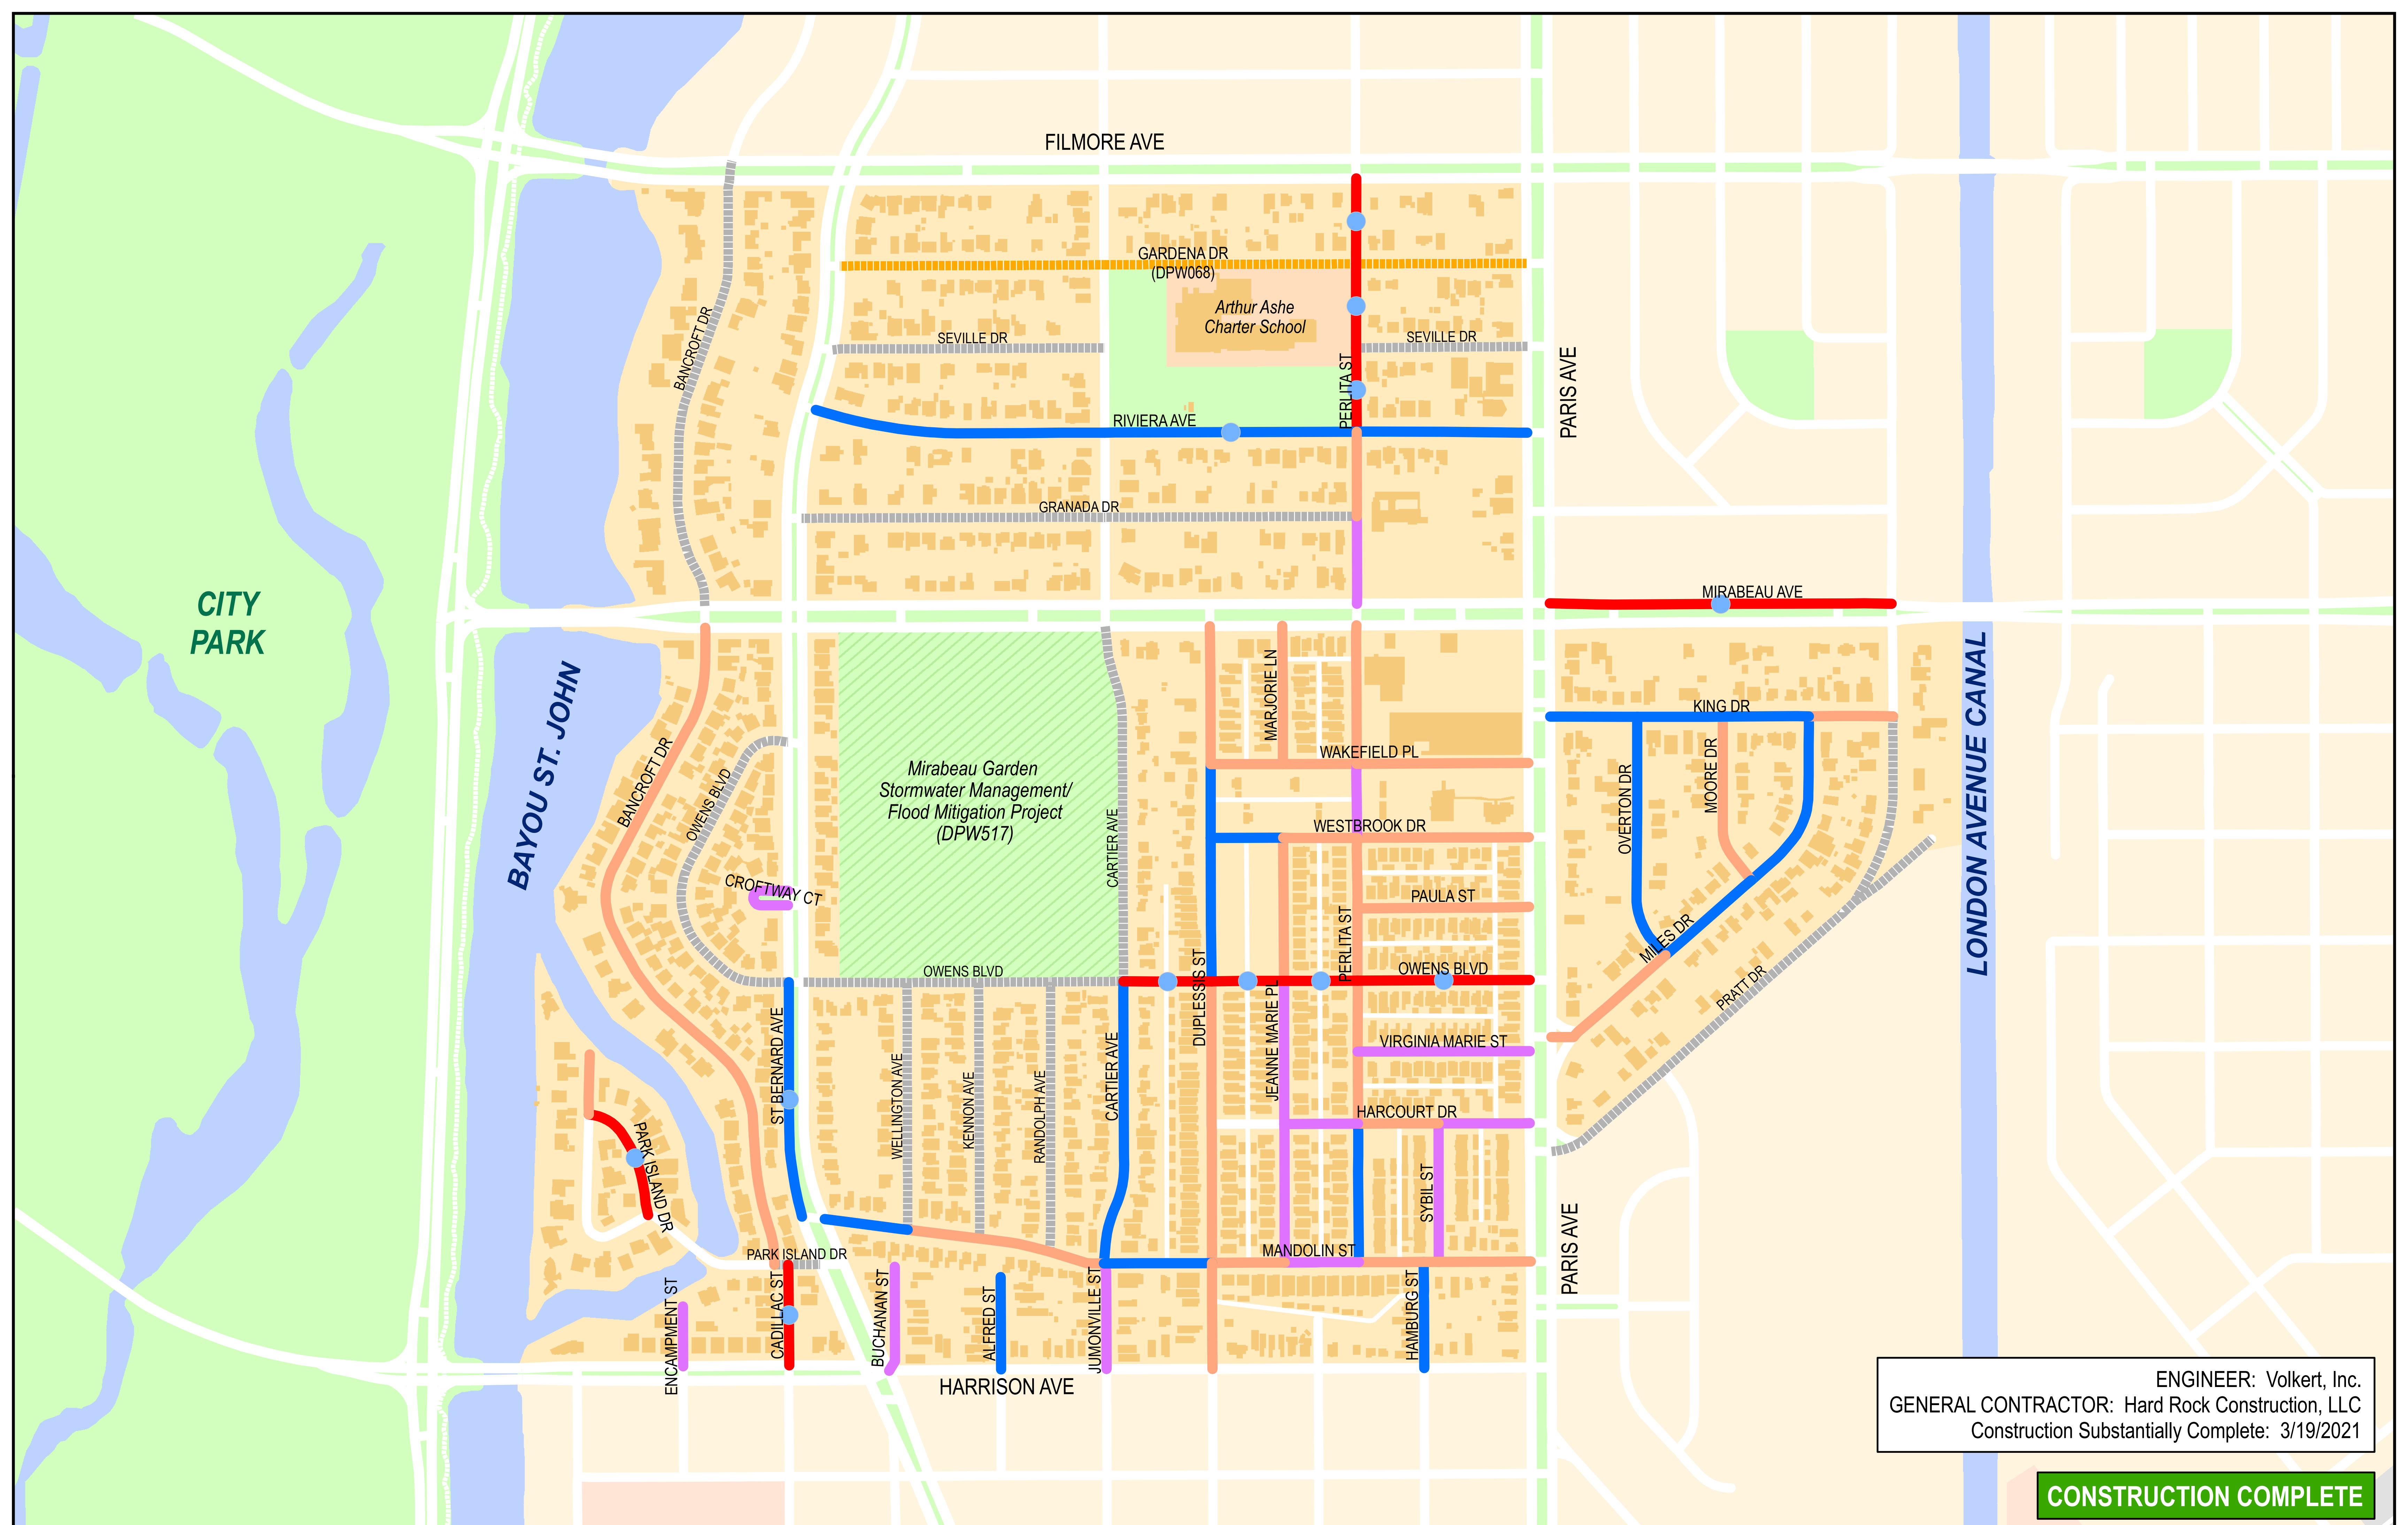 FILMORE AVE
GARDENA DR
(DPW068)
Arthur Ashe
Charter School
BANCROFT DR
SEVILLE DR
SEVILLE DR
PERLITA ST
PARIS AVE
RIVIERA AVE
GRANADA DR
CITY
PARK
MIRABEAU AVE
BAYOU ST. JOHN
LONDON AVENUE CANAL
MARJORIE LN
KING DR
BANCROFT DR
OWENS BLVD
WAKEFIELD PL
Mirabeau Garden
Stormwater Management/
Flood Mitigation Project
(DPW517)
CARTIER AVE
OVERTON DR
MOORE DR
WESTBROOK DR
CROFTWAY CT
PAULA ST
PERLITA ST
MILES DR
OWENS BLVD
DUPLESSIS ST
OWENS BLVD
PRATT DR
ST BERNARD AVE
WELLINGTON AVE
KENNON AVE
RANDOLPH AVE
CARTIER AVE
JEANNE MARIE PL
VIRGINIA MARIE ST
HARCOURT DR
PARK ISLAND DR
SYBIL ST
PARK ISLAND DR
MANDOLIN ST
PARIS AVE
ENCAMPMENT ST
CADILLAC ST
BUCHANAN ST
ALFRED ST
JUMONVILLE ST
HAMBURG ST
HARRISON AVE
ENGINEER: Volkert, Inc.
GENERAL CONTRACTOR: Hard Rock Construction, LLC
Construction Substantially Complete: 3/19/2021
CONSTRUCTION COMPLETE